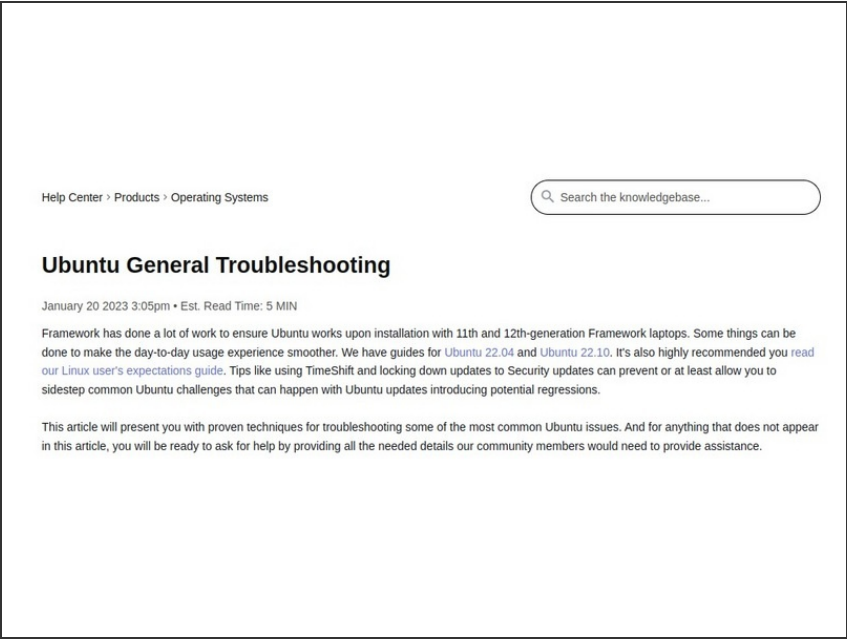 Help Center › Products › Operating Systems
Search the knowledgebase...
Ubuntu General Troubleshooting
January 20 2023 3:05pm • Est. Read Time: 5 MIN
Framework has done a lot of work to ensure Ubuntu works upon installation with 11th and 12th-generation Framework laptops. Some things can be
done to make the day-to-day usage experience smoother. We have guides for Ubuntu 22.04 and Ubuntu 22.10. It's also highly recommended you read
our Linux user's expectations guide. Tips like using TimeShift and locking down updates to Security updates can prevent or at least allow you to
sidestep common Ubuntu challenges that can happen with Ubuntu updates introducing potential regressions.
This article will present you with proven techniques for troubleshooting some of the most common Ubuntu issues. And for anything that does not appear
in this article, you will be ready to ask for help by providing all the needed details our community members would need to provide assistance.